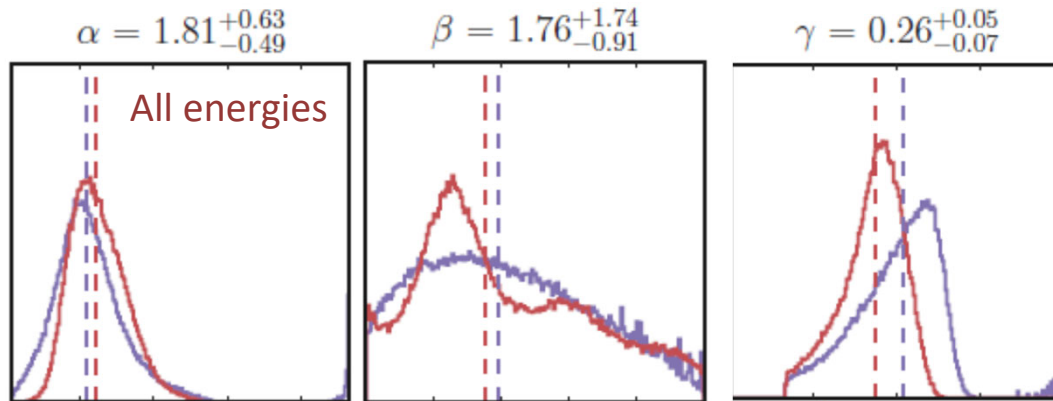 α = 1.81 +0.63 −0.49
β = 1.76 +1.74 −0.91
γ = 0.26 +0.05 −0.07
All energies